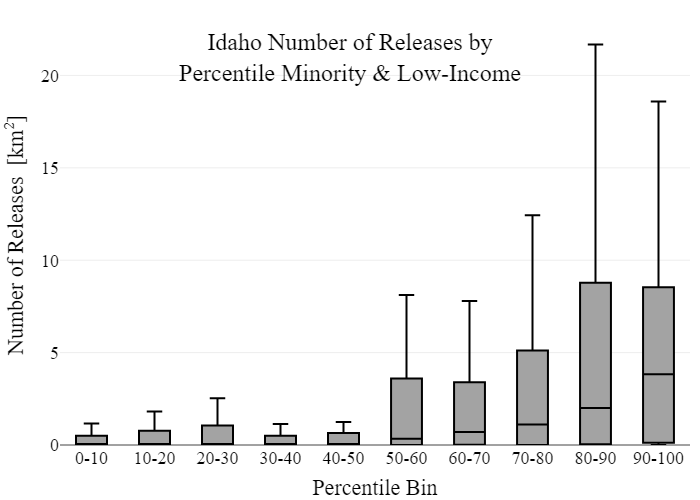 Idaho Number of Releases by
Percentile Minority & Low-Income
Number of Releases [km²]
20
15
10
5
0
0-10 10-20 20-30 30-40 40-50 50-60 60-70 70-80 80-90 90-100
Percentile Bin